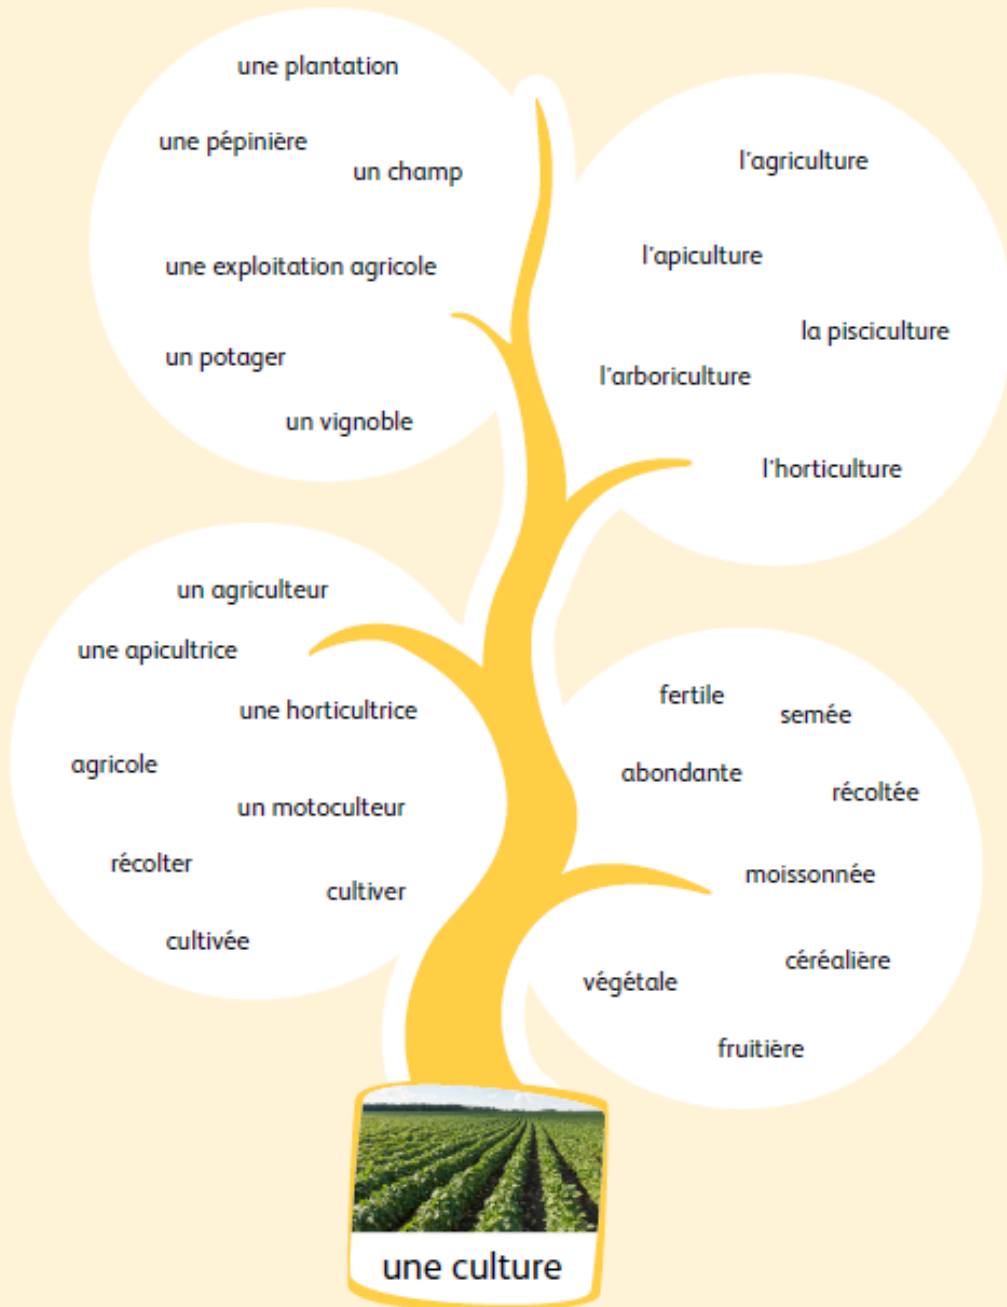 une plantation
une pépinière
un champ
une exploitation agricole
un potager
un vignoble
l'agriculture
l'apiculture
la pisciculture
l'arboriculture
l'horticulture
un agriculteur
une apicultrice
une horticultrice
agricole
un motoculteur
récolter
cultiver
cultivée
fertile
semée
abondante
récoltée
moissonnée
céréalière
végétale
fruitière
une culture